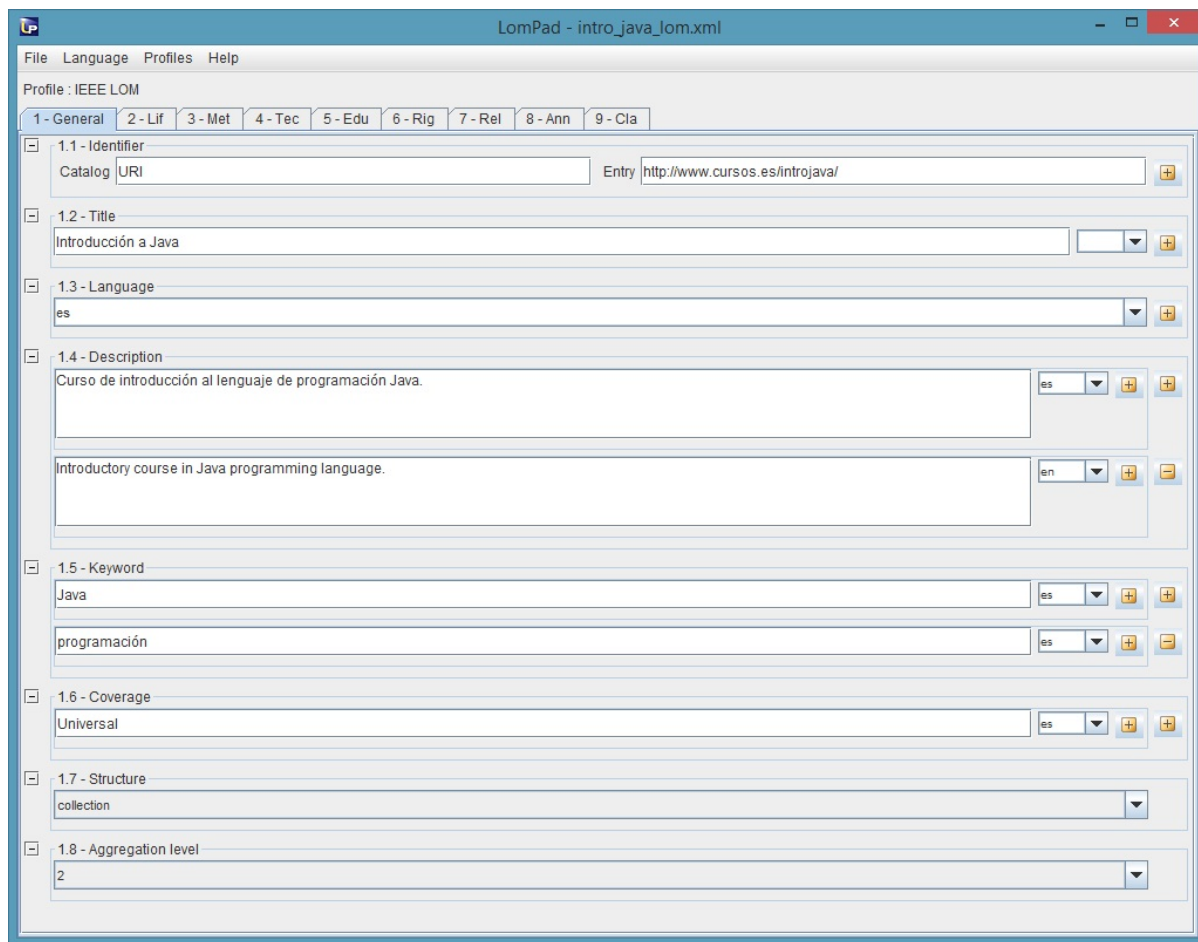 LP LomPad - intro_java_lom.xml
File Language Profiles Help
Profile : IEEE LOM
1 - General 2 - Lif 3 - Met 4 - Tec 5 - Edu 6 - Rig 7 - Rel 8 - Ann 9 - Cla
1.1 - Identifier
Catalog URI Entry http://www.cursos.es/introjava/
1.2 - Title
Introducción a Java
1.3 - Language
es
1.4 - Description
Curso de introducción al lenguaje de programación Java. es
Introductory course in Java programming language. en
1.5 - Keyword
Java es
programación es
1.6 - Coverage
Universal es
1.7 - Structure
collection
1.8 - Aggregation level
2